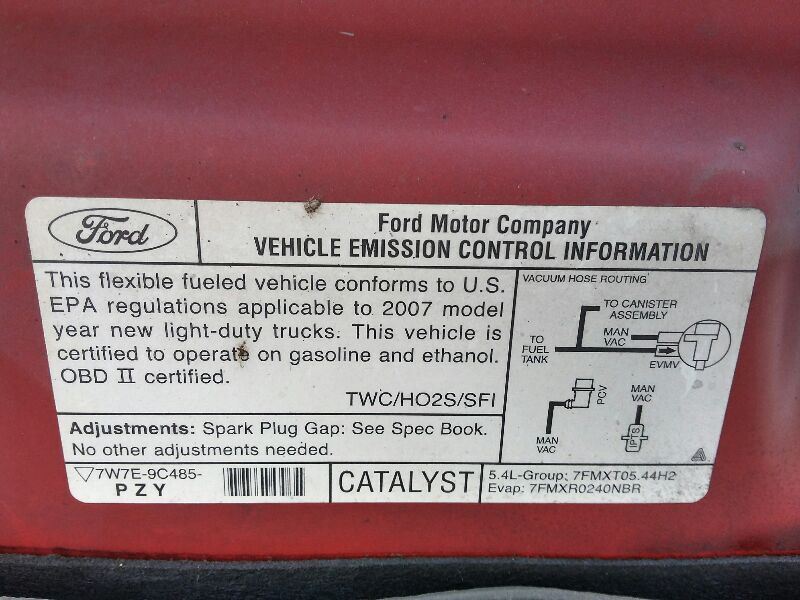 Ford
Ford Motor Company
VEHICLE EMISSION CONTROL INFORMATION
This flexible fueled vehicle conforms to U.S.
EPA regulations applicable to 2007 model
year new light-duty trucks. This vehicle is
certified to operate on gasoline and ethanol.
OBD II certified.
TWC/HO2S/SFI
Adjustments: Spark Plug Gap: See Spec Book.
No other adjustments needed.
VACUUM HOSE ROUTING
TO CANISTER
ASSEMBLY
TO
FUEL
TANK
MAN
VAC
EVMV
PCV
MAN
VAC
MAN
VAC
IPTS
7W7E-9C485-
PZY
CATALYST
5.4L-Group: 7FMXT05.44H2
Evap: 7FMXR0240NBR